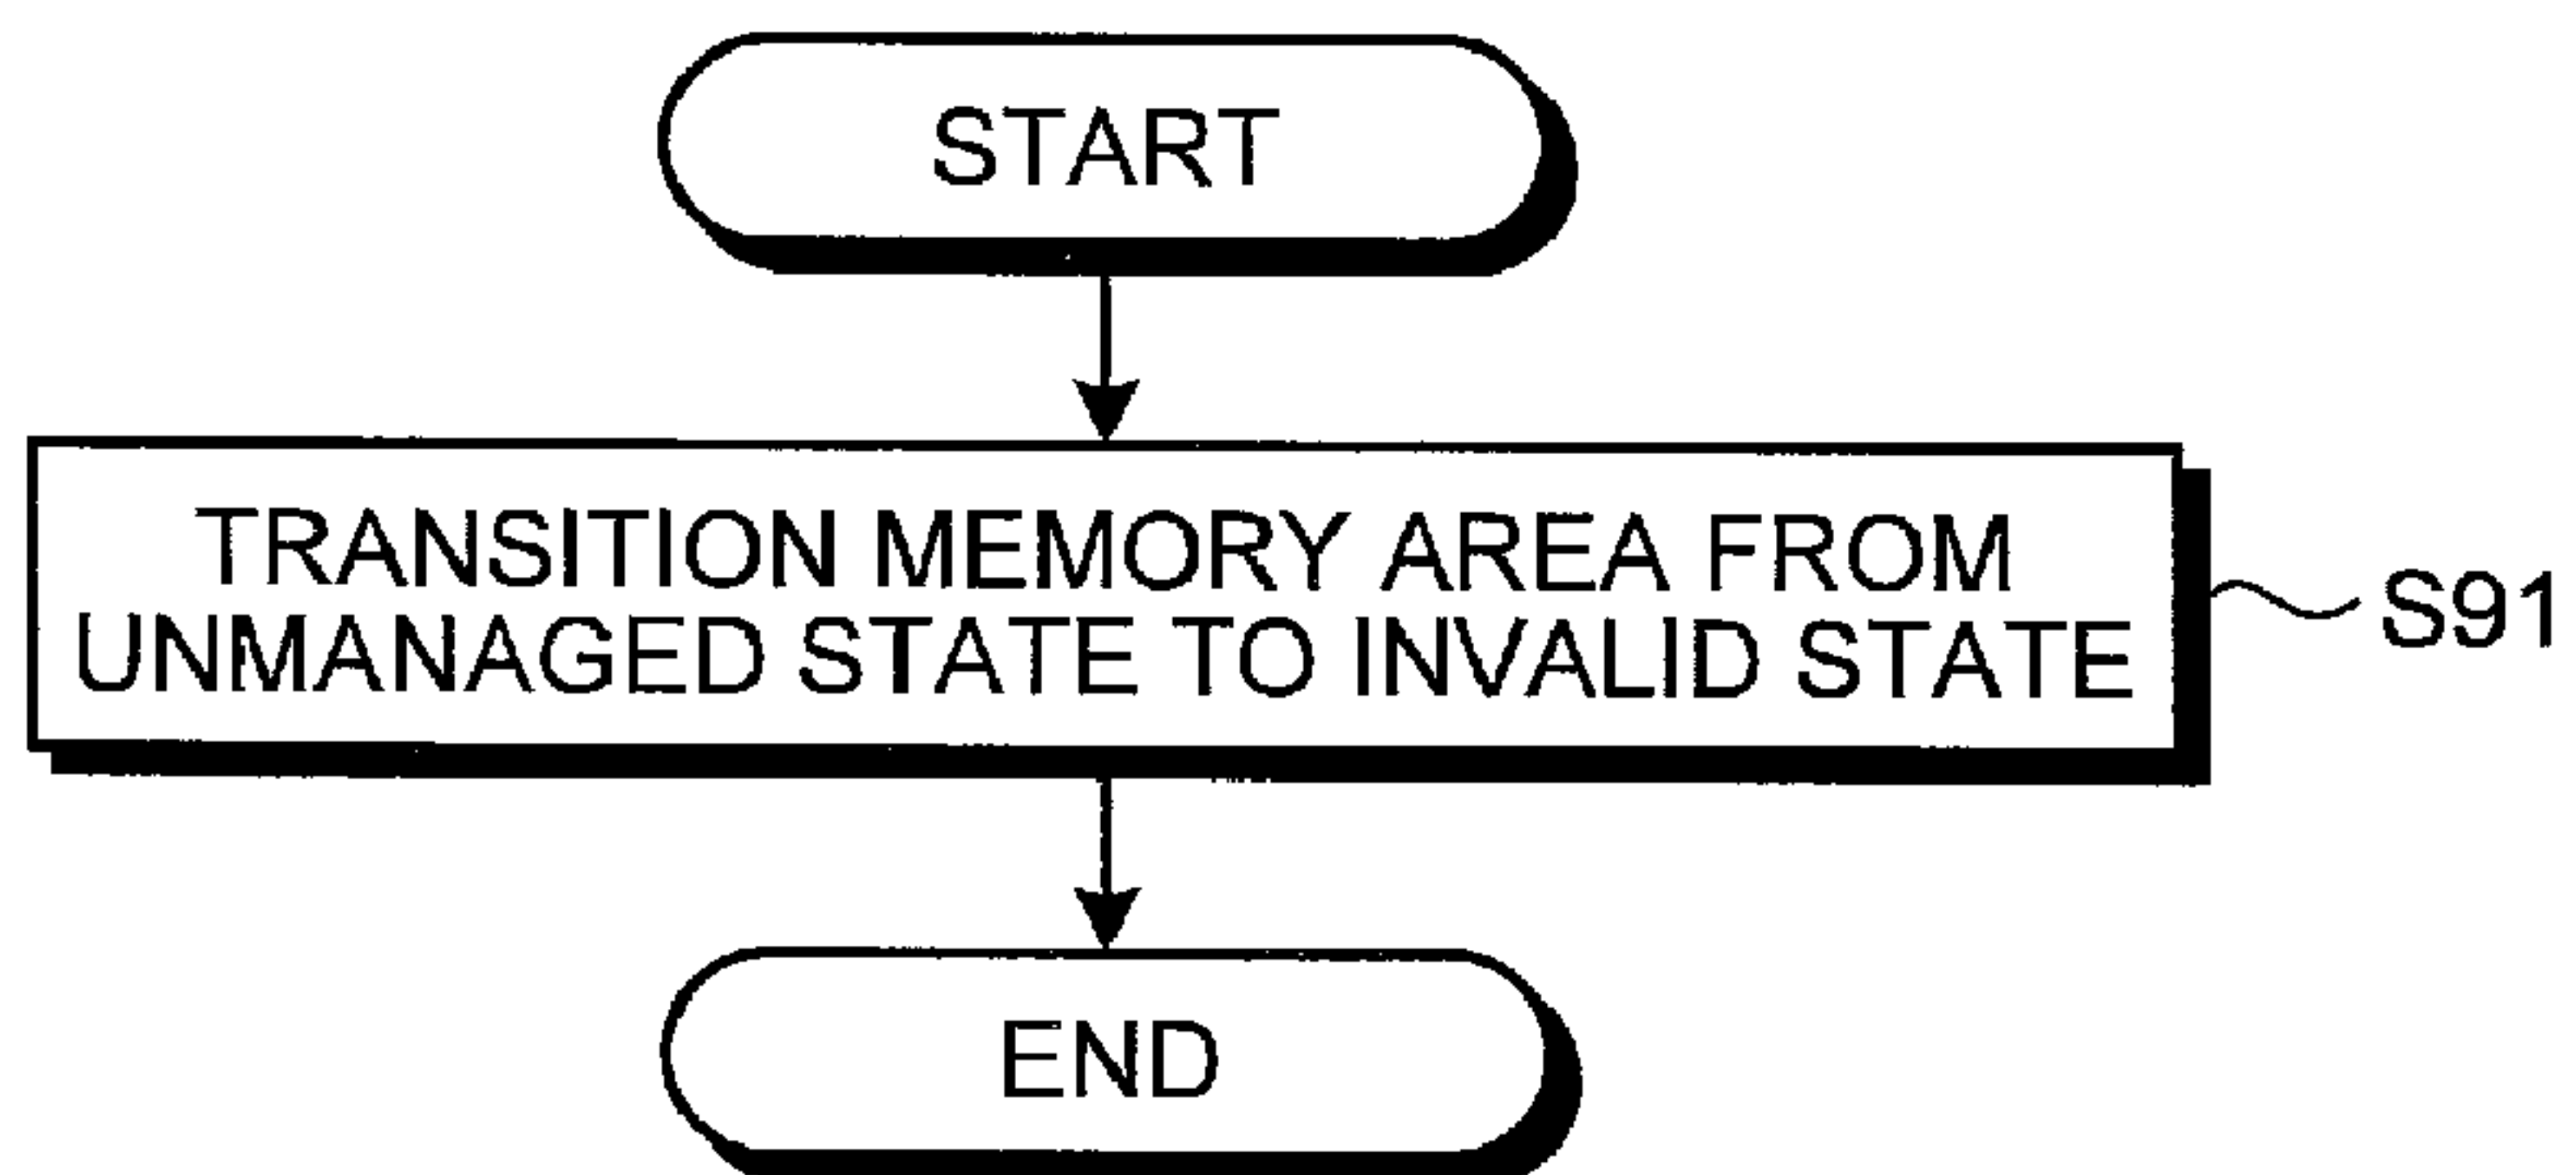 START
TRANSITION MEMORY AREA FROM
UNMANAGED STATE TO INVALID STATE
S91
END